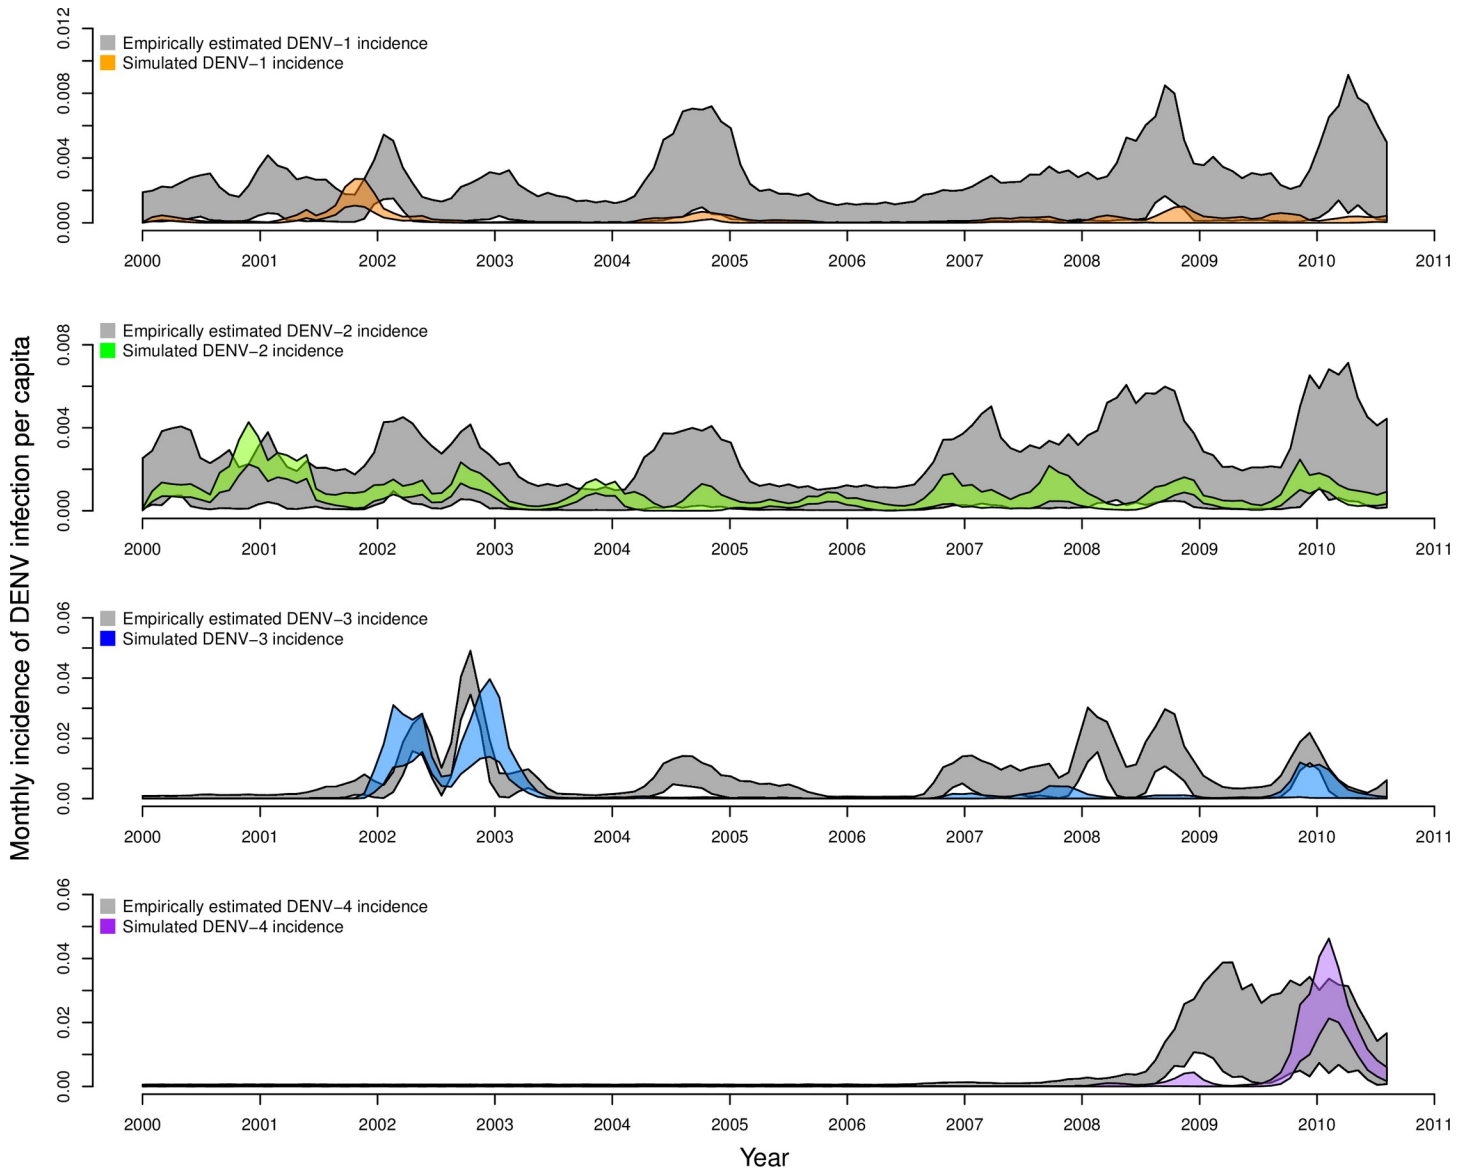 Monthly incidence of DENV infection per capita
0.012
0.008
0.004
0.000
Empirically estimated DENV−1 incidence
Simulated DENV−1 incidence
2000 2001 2002 2003 2004 2005 2006 2007 2008 2009 2010 2011
0.008
0.004
0.000
Empirically estimated DENV−2 incidence
Simulated DENV−2 incidence
2000 2001 2002 2003 2004 2005 2006 2007 2008 2009 2010 2011
0.06
0.04
0.02
0.00
Empirically estimated DENV−3 incidence
Simulated DENV−3 incidence
2000 2001 2002 2003 2004 2005 2006 2007 2008 2009 2010 2011
0.06
0.04
0.02
0.00
Empirically estimated DENV−4 incidence
Simulated DENV−4 incidence
2000 2001 2002 2003 2004 2005 2006 2007 2008 2009 2010 2011
Year